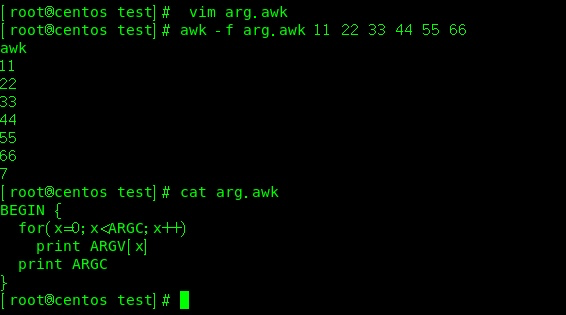 [root@centos test]#  vim arg.awk
[root@centos test]# awk -f arg.awk 11 22 33 44 55 66
awk
11
22
33
44
55
66
7
[root@centos test]# cat arg.awk
BEGIN {
  for(x=0;x<ARGC;x++)
    print ARGV[x]
  print ARGC
}
[root@centos test]#